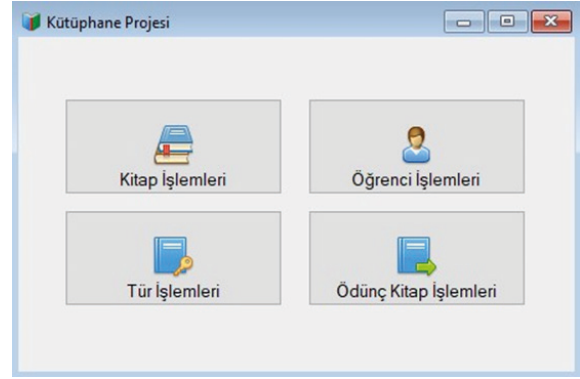 Kütüphane Projesi
Kitap İşlemleri
Öğrenci İşlemleri
Tür İşlemleri
Ödünç Kitap İşlemleri